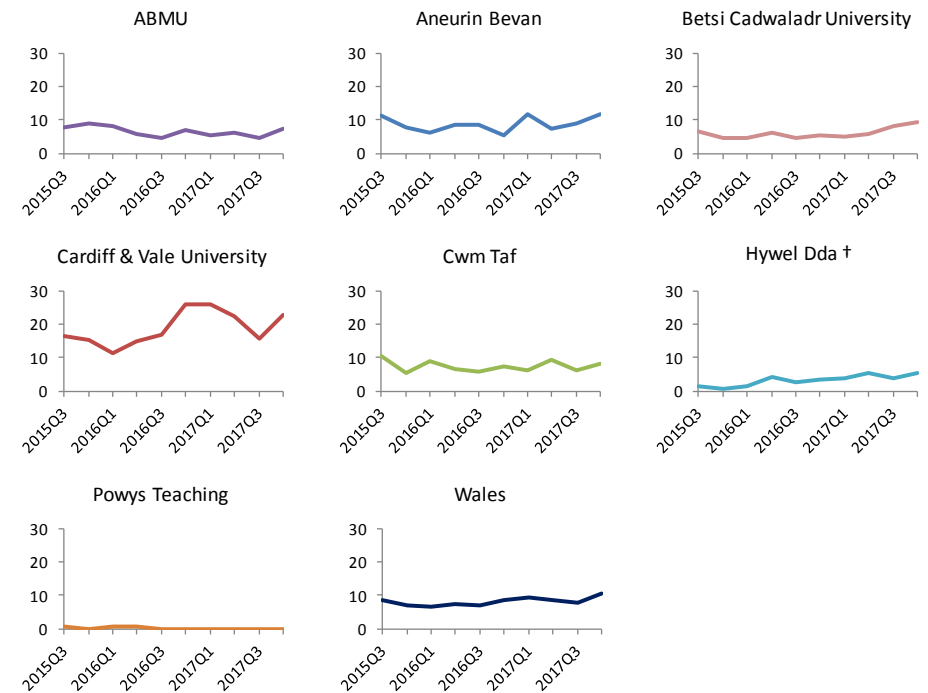 ABMU
30
20
10
0
2015Q3
2016Q1
2016Q3
2017Q1
2017Q3
Aneurin Bevan
30
20
10
0
2015Q3
2016Q1
2016Q3
2017Q1
2017Q3
Betsi Cadwaladr University
30
20
10
0
2015Q3
2016Q1
2016Q3
2017Q1
2017Q3
Cardiff & Vale University
30
20
10
0
2015Q3
2016Q1
2016Q3
2017Q1
2017Q3
Cwm Taf
30
20
10
0
2015Q3
2016Q1
2016Q3
2017Q1
2017Q3
Hywel Dda †
30
20
10
0
2015Q3
2016Q1
2016Q3
2017Q1
2017Q3
Powys Teaching
30
20
10
0
2015Q3
2016Q1
2016Q3
2017Q1
2017Q3
Wales
30
20
10
0
2015Q3
2016Q1
2016Q3
2017Q1
2017Q3